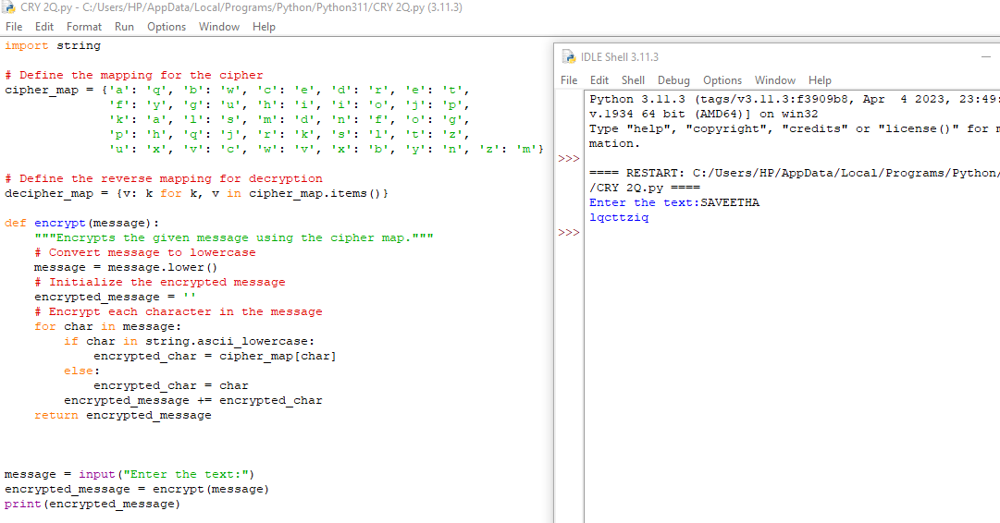 CRY 2Q.py - C:/Users/HP/AppData/Local/Programs/Python/Python311/CRY 2Q.py (3.11.3)
File Edit Format Run Options Window Help
import string
# Define the mapping for the cipher
cipher_map = {'a': 'q', 'b': 'w', 'c': 'e', 'd': 'r', 'e': 't',
'f': 'y', 'g': 'u', 'h': 'i', 'i': 'o', 'j': 'p',
'k': 'a', 'l': 's', 'm': 'd', 'n': 'f', 'o': 'g',
'p': 'h', 'q': 'j', 'r': 'k', 's': 'l', 't': 'z',
'u': 'x', 'v': 'c', 'w': 'v', 'x': 'b', 'y': 'n', 'z': 'm'}
# Define the reverse mapping for decryption
decipher_map = {v: k for k, v in cipher_map.items()}
def encrypt(message):
"""Encrypts the given message using the cipher map."""
# Convert message to lowercase
message = message.lower()
# Initialize the encrypted message
encrypted_message = ''
# Encrypt each character in the message
for char in message:
if char in string.ascii_lowercase:
encrypted_char = cipher_map[char]
else:
encrypted_char = char
encrypted_message += encrypted_char
return encrypted_message
message = input("Enter the text:")
encrypted_message = encrypt(message)
print(encrypted_message)
IDLE Shell 3.11.3
File Edit Shell Debug Options Window Help
Python 3.11.3 (tags/v3.11.3:f3909b8, Apr 4 2023, 23:49:
v.1934 64 bit (AMD64)] on win32
Type "help", "copyright", "credits" or "license()" for m
mation.
>>>
==== RESTART: C:/Users/HP/AppData/Local/Programs/Python/
/CRY 2Q.py ====
Enter the text:SAVEETHA
lqcttziq
>>>